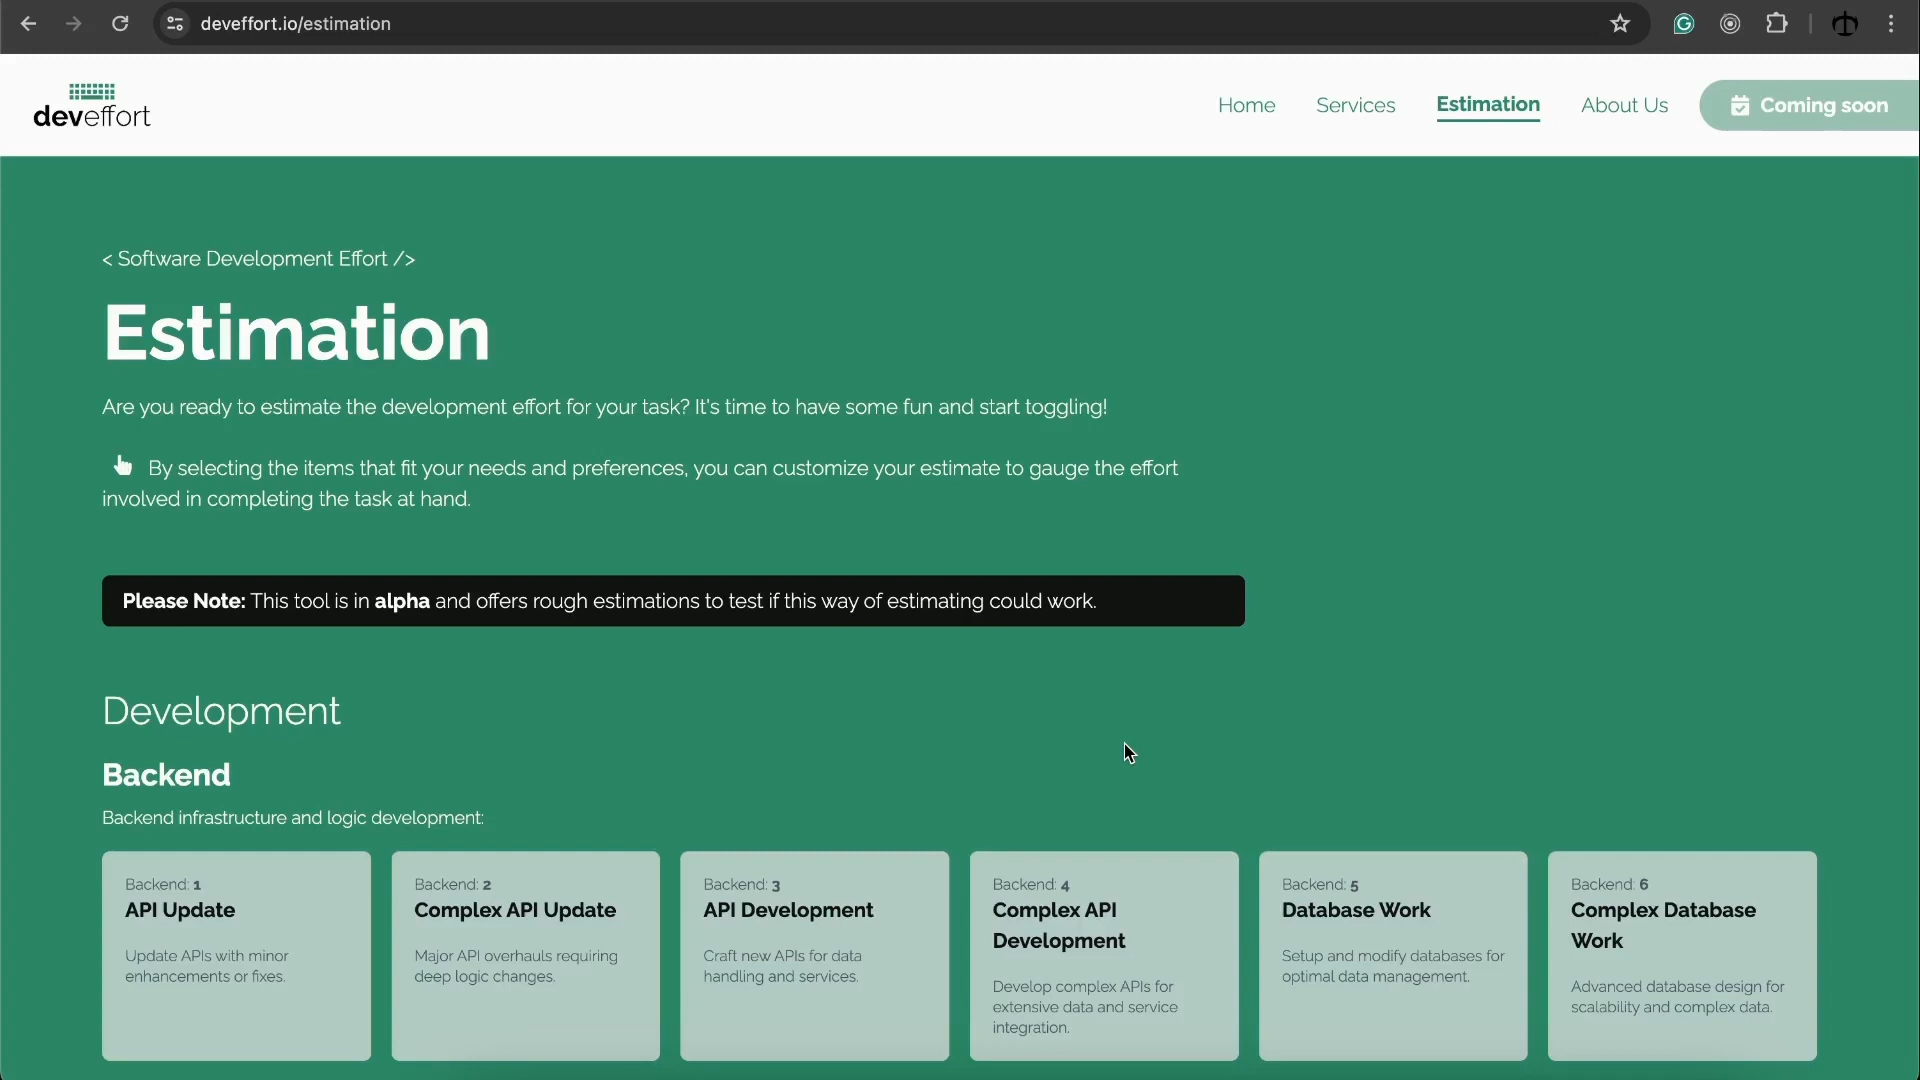 deveffort.io/estimation
deveffort
Home
Services
Estimation
About Us
Coming soon
< Software Development Effort />
Estimation
Are you ready to estimate the development effort for your task? It's time to have some fun and start toggling!
By selecting the items that fit your needs and preferences, you can customize your estimate to gauge the effort
involved in completing the task at hand.
Please Note: This tool is in alpha and offers rough estimations to test if this way of estimating could work.
Development
Backend
Backend infrastructure and logic development:
Backend: 1
API Update
Update APIs with minor
enhancements or fixes.
Backend: 2
Complex API Update
Major API overhauls requiring
deep logic changes.
Backend: 3
API Development
Craft new APIs for data
handling and services.
Backend: 4
Complex API
Development
Develop complex APIs for
extensive data and service
integration.
Backend: 5
Database Work
Setup and modify databases for
optimal data management.
Backend: 6
Complex Database
Work
Advanced database design for
scalability and complex data.